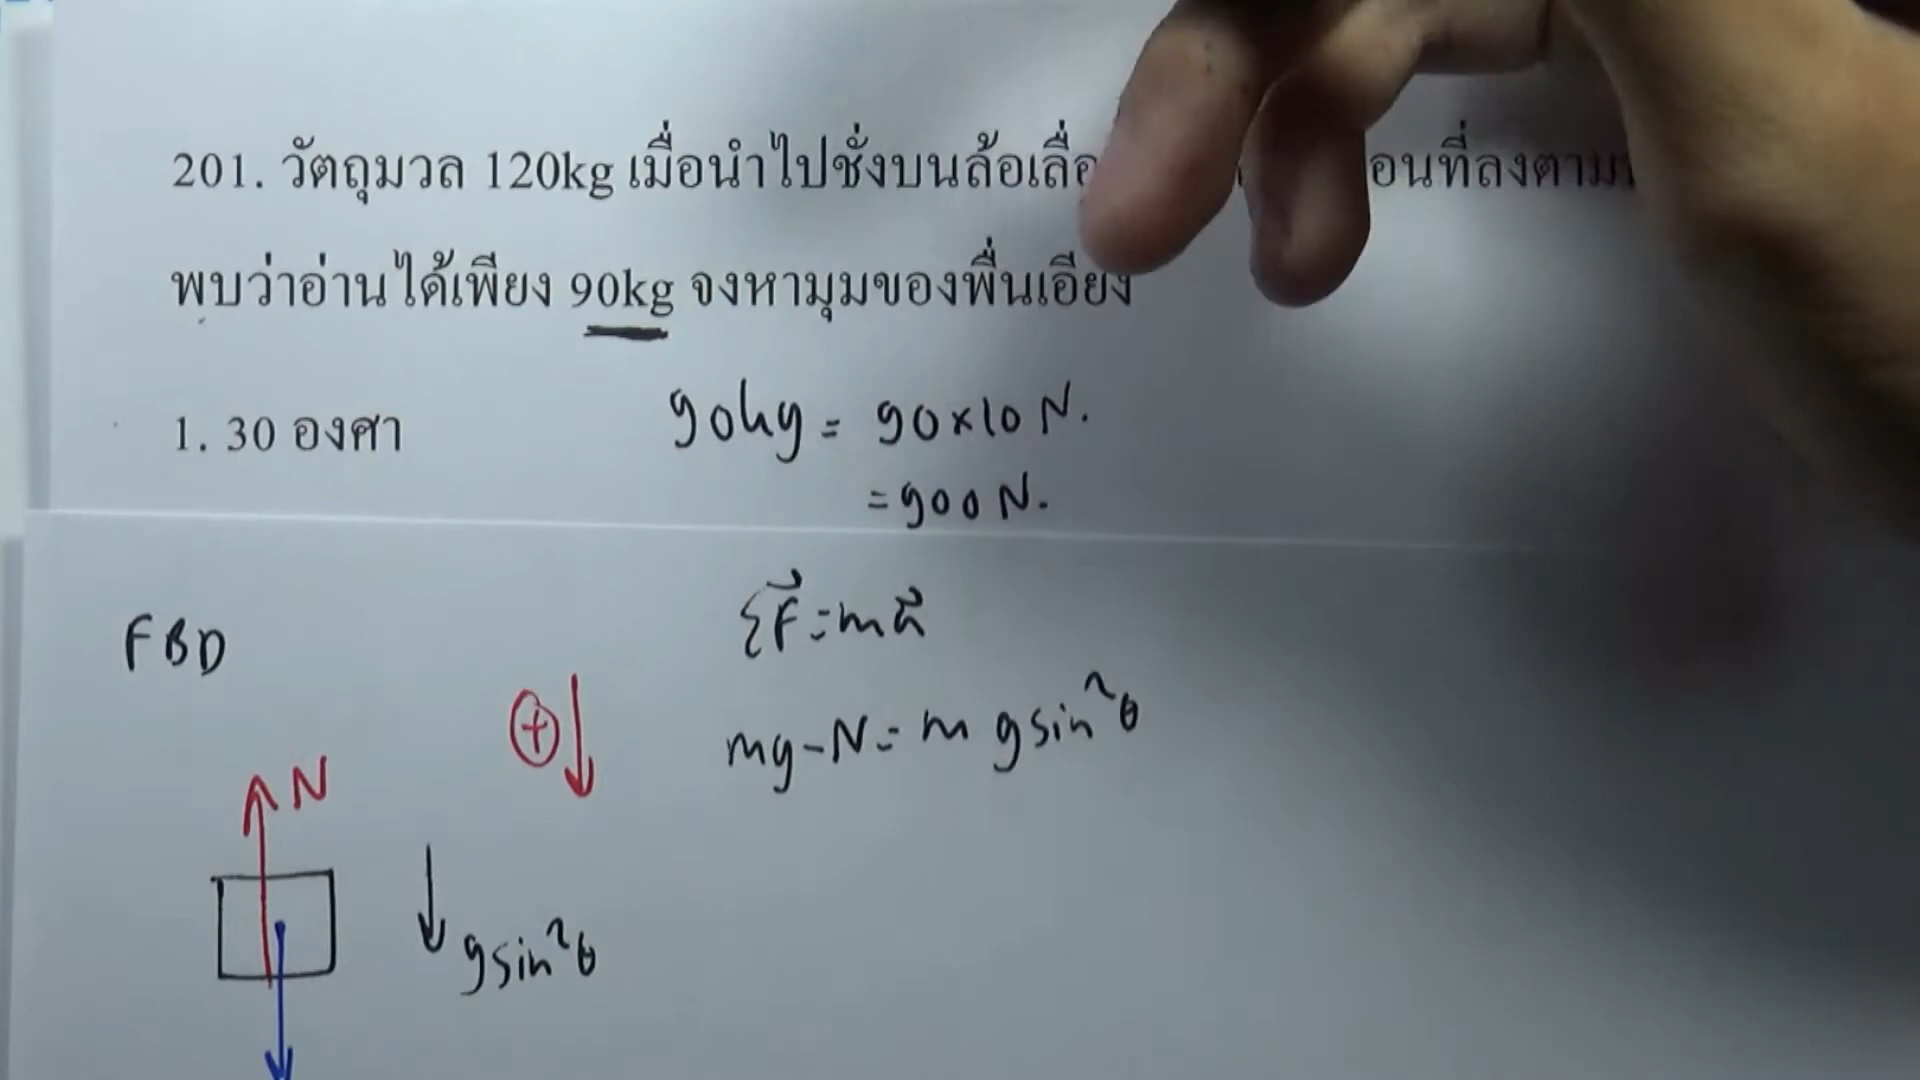 201. วัตถุมวล 120kg เมื่อนำไปชั่งบนล้อเลื่อ อนที่ลงตาม
พบว่าอ่านได้เพียง 90kg จงหามุมของพื้นเอียง
1. 30 องศา
90kg = 90×10 N.
= 900 N.
FBD
ΣF⃗ = ma⃗
mg-N = m g sin²θ
+
N
g sin²θ